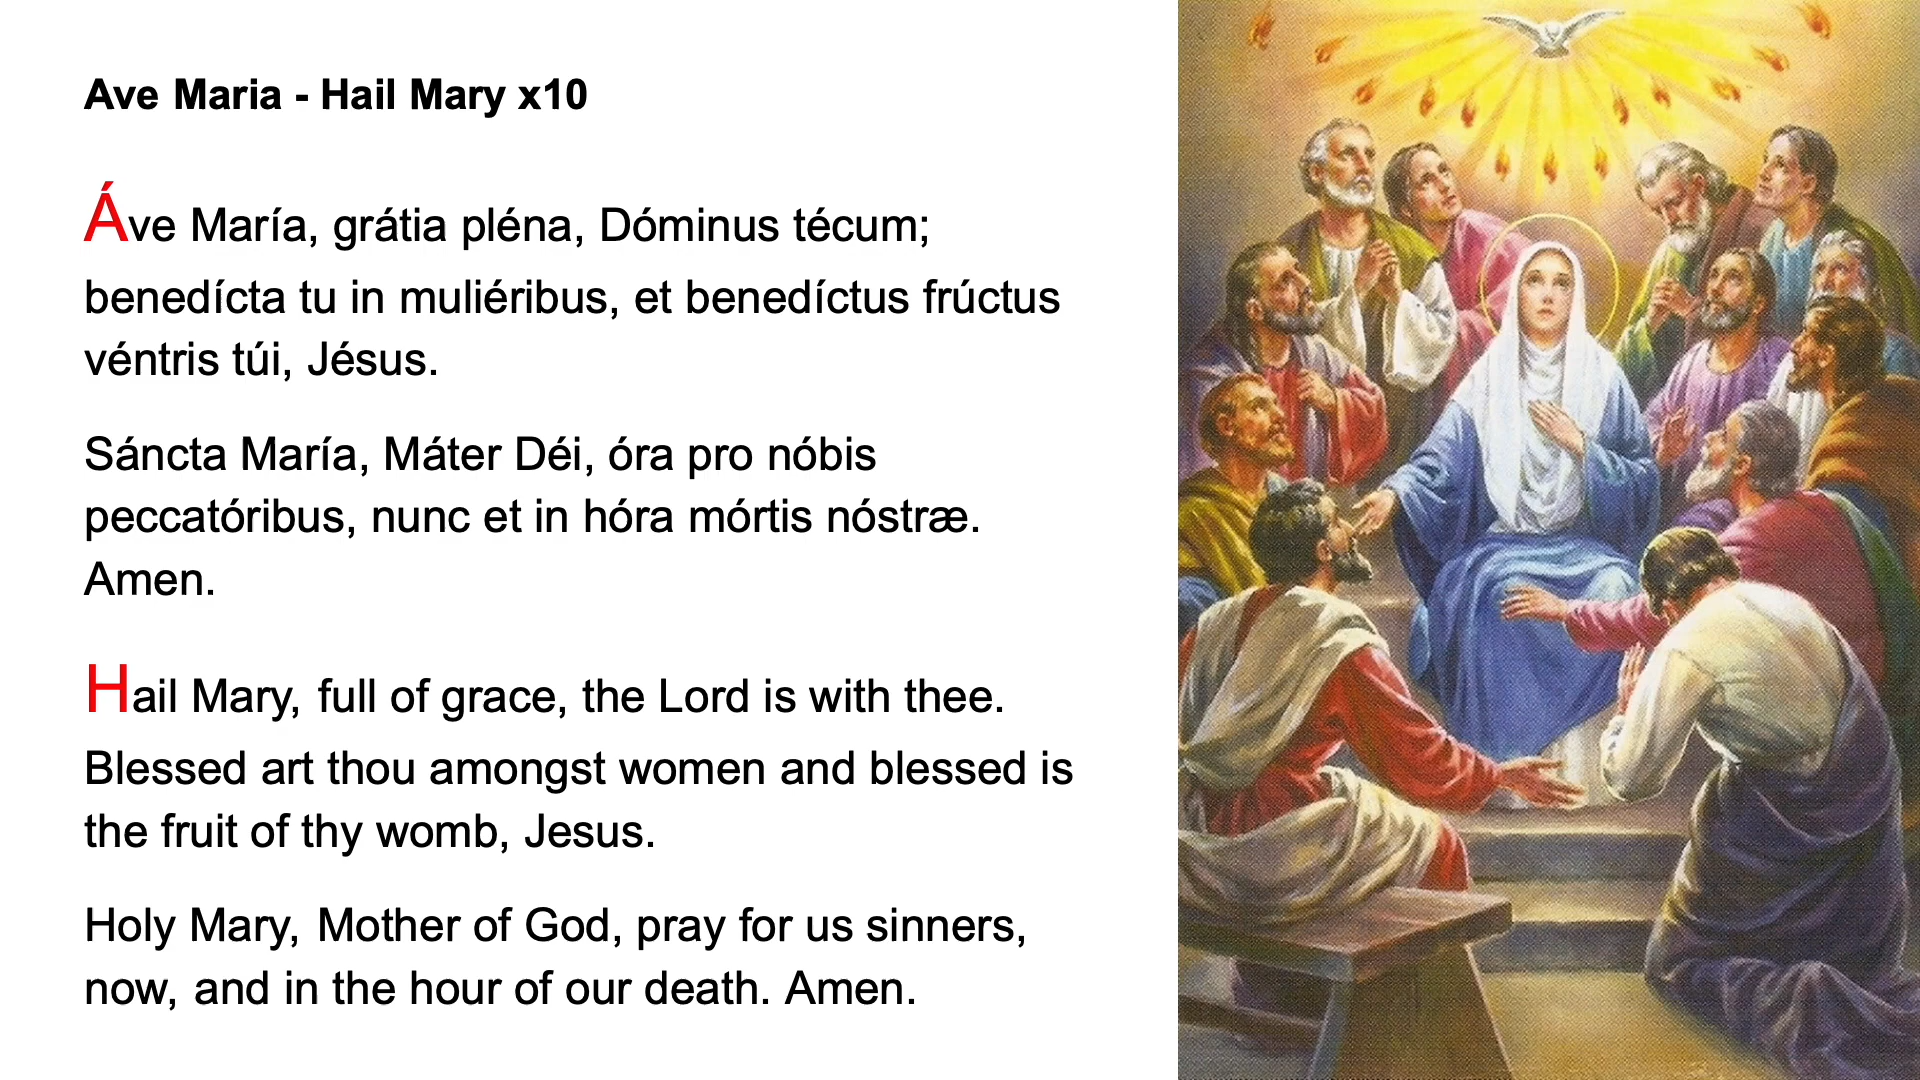 Ave Maria - Hail Mary x10
Áve María, grátia pléna, Dóminus técum;
benedícta tu in muliéribus, et benedíctus frúctus
véntris túi, Jésus.
Sáncta María, Máter Déi, óra pro nóbis
peccatóribus, nunc et in hóra mórtis nóstræ.
Amen.
Hail Mary, full of grace, the Lord is with thee.
Blessed art thou amongst women and blessed is
the fruit of thy womb, Jesus.
Holy Mary, Mother of God, pray for us sinners,
now, and in the hour of our death. Amen.